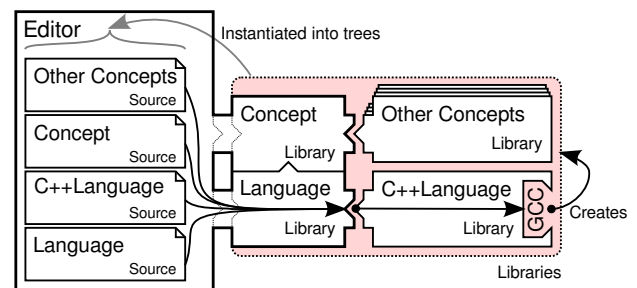 Editor
Instantiated into trees
Other Concepts
Source
Concept
Source
C++Language
Source
Language
Source
Concept
Library
Language
Library
Other Concepts
Library
C++Language
Library
GCC
Creates
Libraries